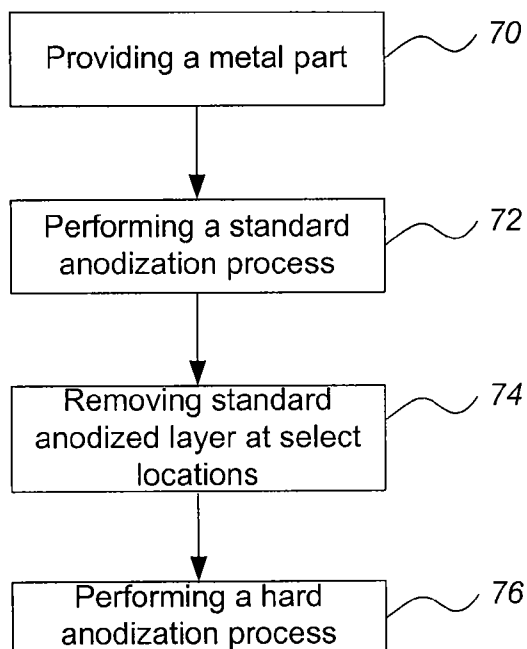 Providing a metal part
70
Performing a standard
anodization process
72
Removing standard
anodized layer at select
locations
74
Performing a hard
anodization process
76